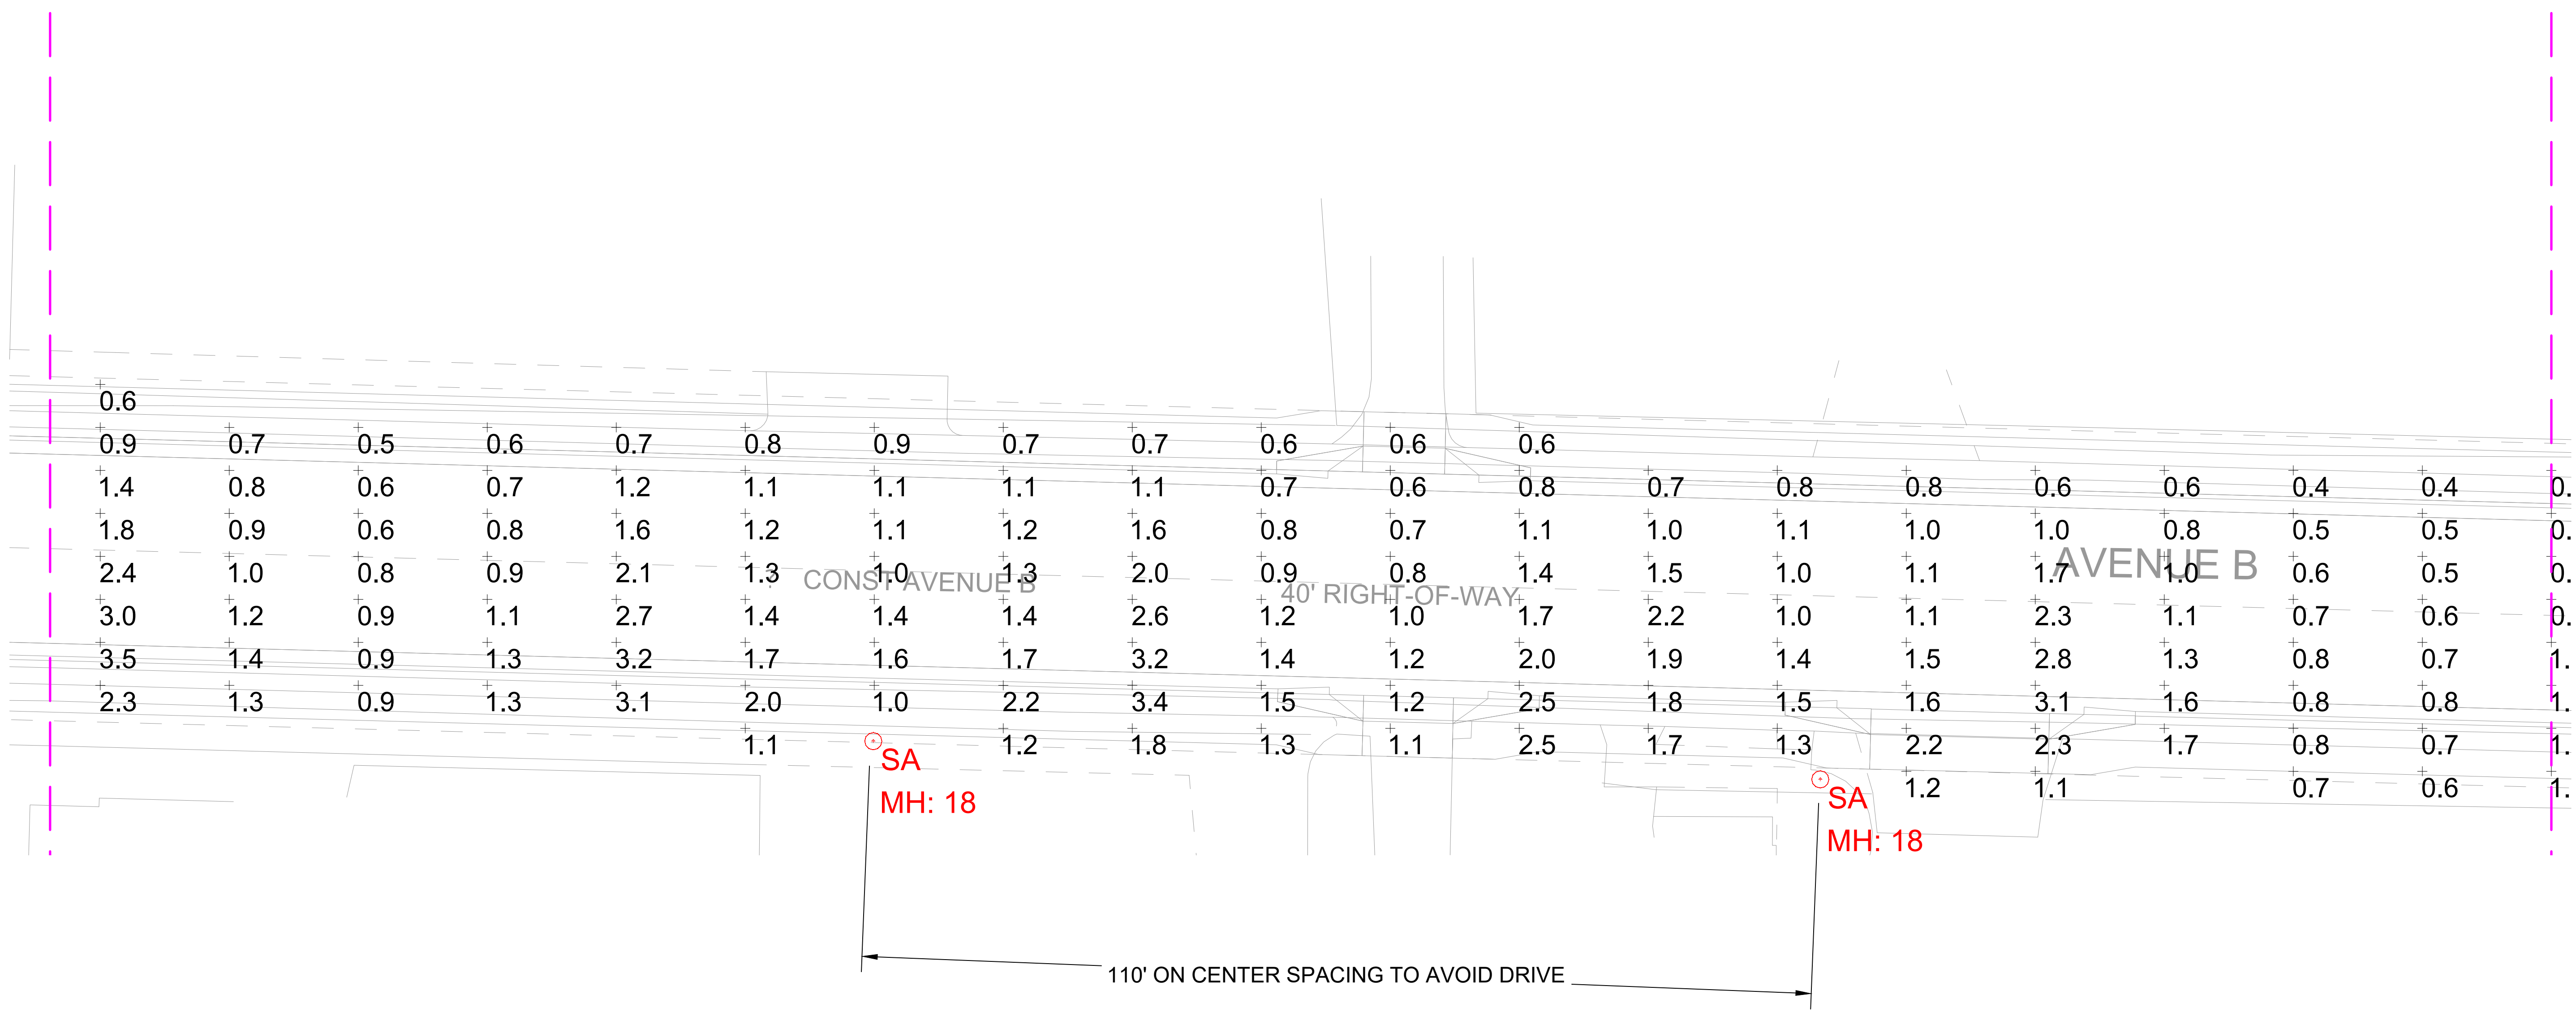 0.6
0.9 0.7 0.5 0.6 0.7 0.8 0.9 0.7 0.7 0.6 0.6 0.6
1.4 0.8 0.6 0.7 1.2 1.1 1.1 1.1 1.1 0.7 0.6 0.8 0.7 0.8 0.8 0.6 0.6 0.4 0.4 0.
1.8 0.9 0.6 0.8 1.6 1.2 1.1 1.2 1.6 0.8 0.7 1.1 1.0 1.1 1.0 1.0 0.8 0.5 0.5 0.
2.4 1.0 0.8 0.9 2.1 1.3 1.0 1.3 2.0 0.9 0.8 1.4 1.5 1.0 1.1 1.7 1.0 0.6 0.5 0.
? CONST AVENUE B
40' RIGHT-OF-WAY
AVENUE B
3.0 1.2 0.9 1.1 2.7 1.4 1.4 1.4 2.6 1.2 1.0 1.7 2.2 1.0 1.1 2.3 1.1 0.7 0.6 0.
3.5 1.4 0.9 1.3 3.2 1.7 1.6 1.7 3.2 1.4 1.2 2.0 1.9 1.4 1.5 2.8 1.3 0.8 0.7 1.
2.3 1.3 0.9 1.3 3.1 2.0 1.0 2.2 3.4 1.5 1.2 2.5 1.8 1.5 1.6 3.1 1.6 0.8 0.8 1.
1.1 1.2 1.8 1.3 1.1 2.5 1.7 1.3 2.2 2.3 1.7 0.8 0.7 1.
1.2 1.1 0.7 0.6 1.
SA
MH: 18
SA
MH: 18
110' ON CENTER SPACING TO AVOID DRIVE